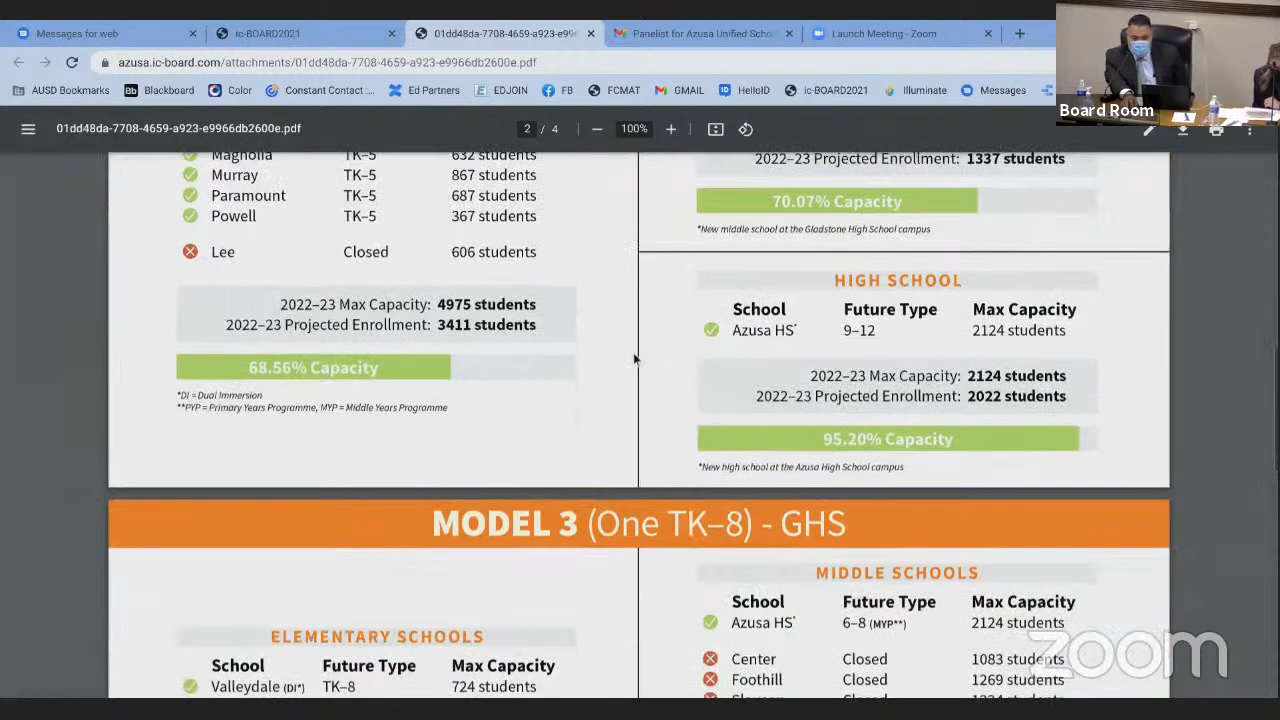 Messages for web
ic-BOARD2021
01dd48da-7708-4659-a923-e99
Panelist for Azusa Unified Scho
Launch Meeting - Zoom
azusa.ic-board.com/attachments/01dd48da-7708-4659-a923-e9966db2600e.pdf
AUSD Bookmarks
Bb Blackboard
Color
Constant Contact ...
Ed Partners
EDJOIN
FB
FCMAT
GMAIL
HelloID
ic-BOARD2021
Illuminate
Messages
Board Room
01dd48da-7708-4659-a923-e9966db2600e.pdf
2 / 4
100%
Magnolia TK–5 632 students
Murray TK–5 867 students
Paramount TK–5 687 students
Powell TK–5 367 students
Lee Closed 606 students
2022–23 Max Capacity: 4975 students
2022–23 Projected Enrollment: 3411 students
68.56% Capacity
*DI = Dual Immersion
**PYP = Primary Years Programme, MYP = Middle Years Programme
2022–23 Projected Enrollment: 1337 students
70.07% Capacity
*New middle school at the Gladstone High School campus
HIGH SCHOOL
School Future Type Max Capacity
Azusa HS* 9–12 2124 students
2022–23 Max Capacity: 2124 students
2022–23 Projected Enrollment: 2022 students
95.20% Capacity
*New high school at the Azusa High School campus
MODEL 3 (One TK–8) - GHS
ELEMENTARY SCHOOLS
School Future Type Max Capacity
Valleydale (DI*) TK–8 724 students
MIDDLE SCHOOLS
School Future Type Max Capacity
Azusa HS* 6–8 (MYP**) 2124 students
Center Closed 1083 students
Foothill Closed 1269 students
zoom